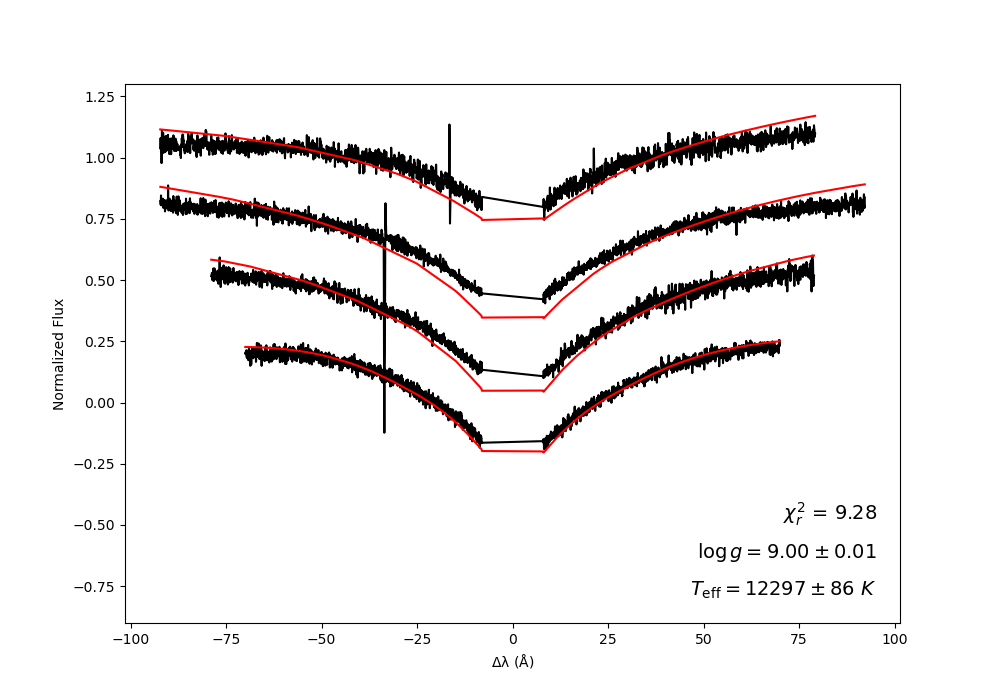 1.25
1.00
0.75
0.50
0.25
0.00
−0.25
−0.50
−0.75
Normalized Flux
χ²ᵣ = 9.28
log g = 9.00 ± 0.01
T_eff = 12297 ± 86 K
−100 −75 −50 −25 0 25 50 75 100
Δλ (Å)